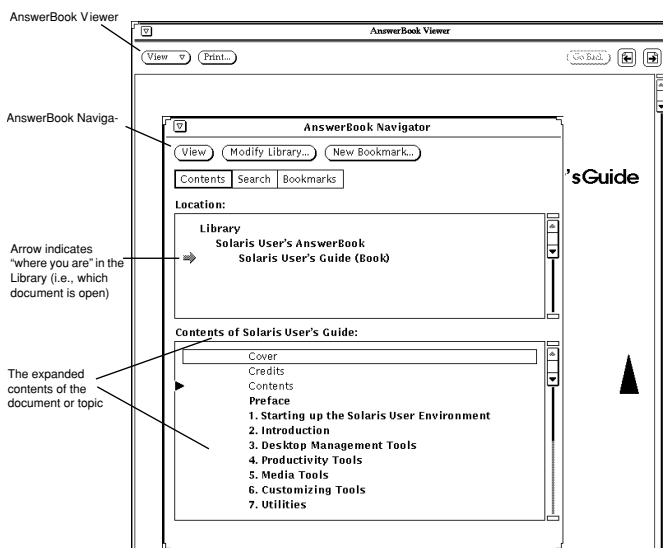 AnswerBook Viewer
AnswerBook Viewer
View Print... Go Back
AnswerBook Naviga-
AnswerBook Navigator
View Modify Library... New Bookmark...
Contents Search Bookmarks
'sGuide
Location:
Library
Solaris User's AnswerBook
Solaris User's Guide (Book)
Arrow indicates
“where you are” in the
Library (i.e., which
document is open)
Contents of Solaris User's Guide:
Cover
Credits
Contents
Preface
1. Starting up the Solaris User Environment
2. Introduction
3. Desktop Management Tools
4. Productivity Tools
5. Media Tools
6. Customizing Tools
7. Utilities
The expanded
contents of the
document or topic